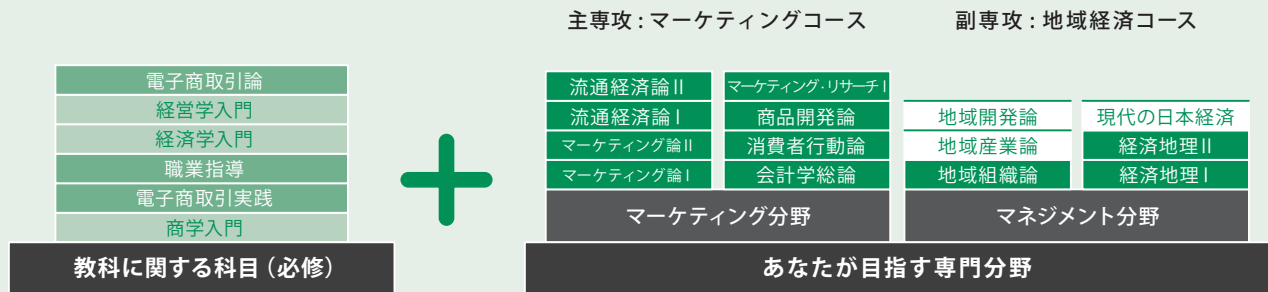 主専攻 : マーケティングコース
副専攻 : 地域経済コース
電子商取引論
経営学入門
経済学入門
職業指導
電子商取引実践
商学入門
教科に関する科目（必修）
流通経済論II
流通経済論I
マーケティング論II
マーケティング論I
マーケティング・リサーチI
商品開発論
消費者行動論
会計学総論
マーケティング分野
地域開発論
地域産業論
地域組織論
現代の日本経済
経済地理II
経済地理I
マネジメント分野
あなたが目指す専門分野